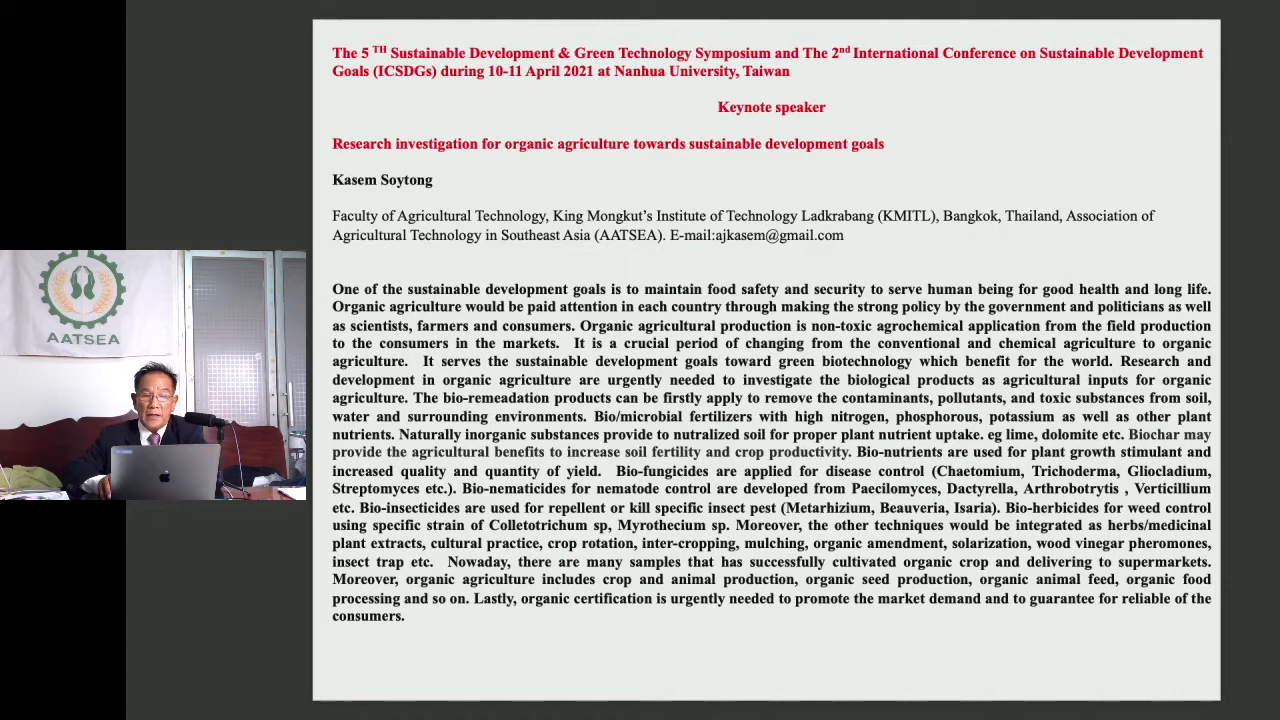 The 5 TH Sustainable Development & Green Technology Symposium and The 2nd International Conference on Sustainable Development
Goals (ICSDGs) during 10-11 April 2021 at Nanhua University, Taiwan
Keynote speaker
Research investigation for organic agriculture towards sustainable development goals
Kasem Soytong
Faculty of Agricultural Technology, King Mongkut's Institute of Technology Ladkrabang (KMITL), Bangkok, Thailand, Association of
Agricultural Technology in Southeast Asia (AATSEA). E-mail:ajkasem@gmail.com
One of the sustainable development goals is to maintain food safety and security to serve human being for good health and long life.
Organic agriculture would be paid attention in each country through making the strong policy by the government and politicians as well
as scientists, farmers and consumers. Organic agricultural production is non-toxic agrochemical application from the field production
to the consumers in the markets. It is a crucial period of changing from the conventional and chemical agriculture to organic
agriculture. It serves the sustainable development goals toward green biotechnology which benefit for the world. Research and
development in organic agriculture are urgently needed to investigate the biological products as agricultural inputs for organic
agriculture. The bio-remeadation products can be firstly apply to remove the contaminants, pollutants, and toxic substances from soil,
water and surrounding environments. Bio/microbial fertilizers with high nitrogen, phosphorous, potassium as well as other plant
nutrients. Naturally inorganic substances provide to nutralized soil for proper plant nutrient uptake. eg lime, dolomite etc. Biochar may
provide the agricultural benefits to increase soil fertility and crop productivity. Bio-nutrients are used for plant growth stimulant and
increased quality and quantity of yield. Bio-fungicides are applied for disease control (Chaetomium, Trichoderma, Gliocladium,
Streptomyces etc.). Bio-nematicides for nematode control are developed from Paecilomyces, Dactyrella, Arthrobotrytis , Verticillium
etc. Bio-insecticides are used for repellent or kill specific insect pest (Metarhizium, Beauveria, Isaria). Bio-herbicides for weed control
using specific strain of Colletotrichum sp, Myrothecium sp. Moreover, the other techniques would be integrated as herbs/medicinal
plant extracts, cultural practice, crop rotation, inter-cropping, mulching, organic amendment, solarization, wood vinegar pheromones,
insect trap etc. Nowaday, there are many samples that has successfully cultivated organic crop and delivering to supermarkets.
Moreover, organic agriculture includes crop and animal production, organic seed production, organic animal feed, organic food
processing and so on. Lastly, organic certification is urgently needed to promote the market demand and to guarantee for reliable of the
consumers.
AATSEA